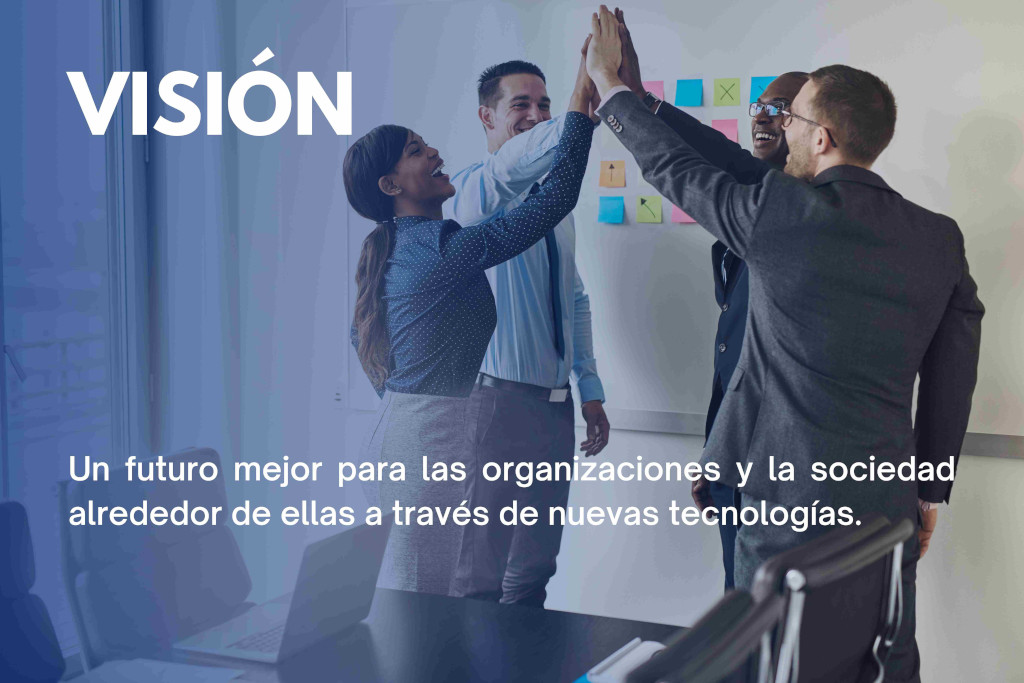 VISIÓN
Un futuro mejor para las organizaciones y la sociedad
alrededor de ellas a través de nuevas tecnologías.